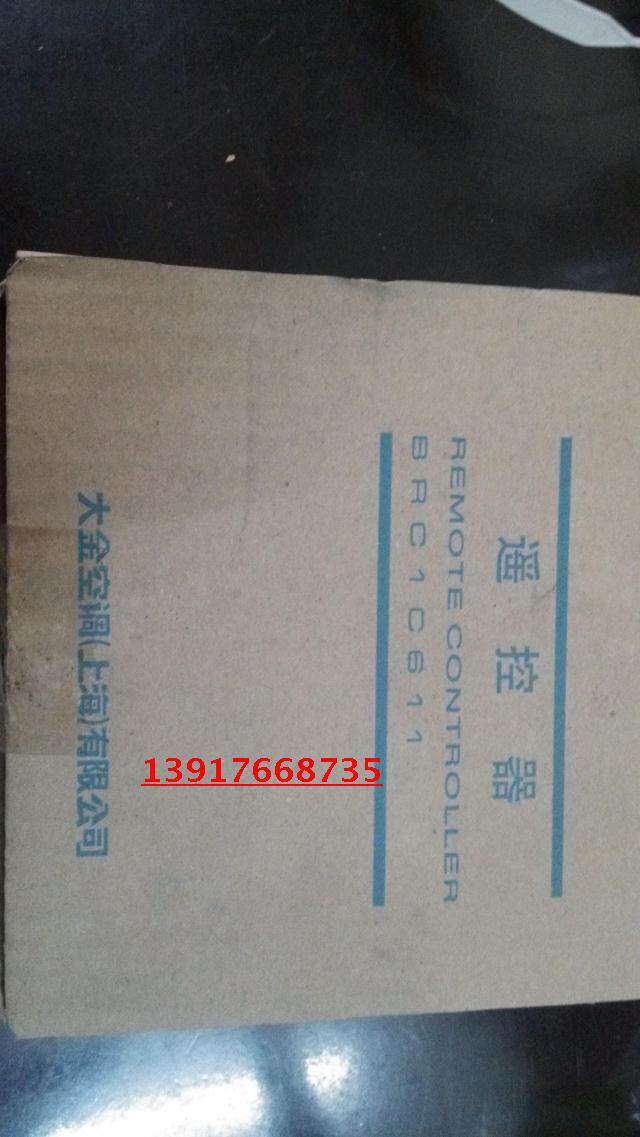 遥控器
REMOTE CONTROLLER
BRC1C611
大金空调(上海)有限公司
13917668735